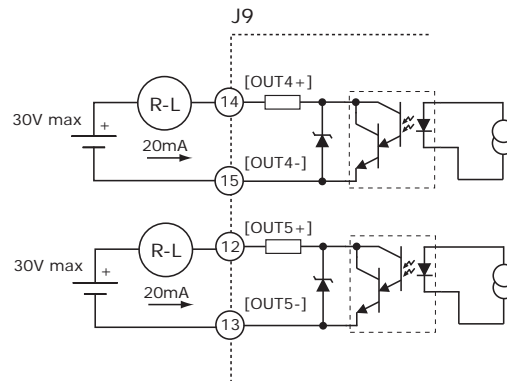 J9
[OUT4+]
R-L
14
30V max
+
20mA
[OUT4-]
15
[OUT5+]
R-L
12
30V max
+
20mA
[OUT5-]
13